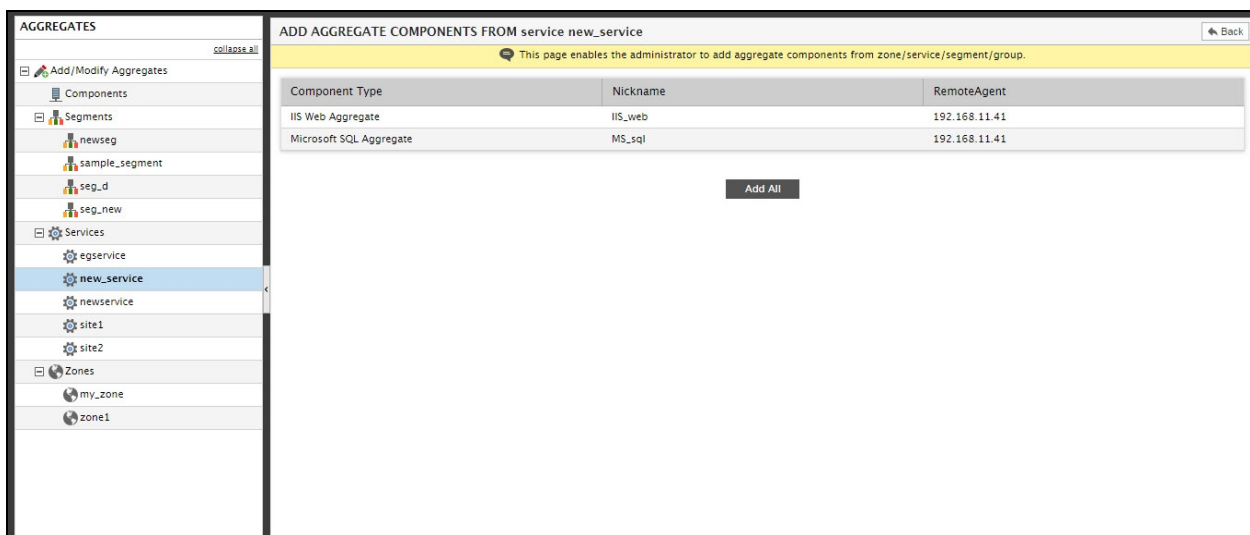 AGGREGATES
collapse all
Add/Modify Aggregates
Components
Segments
newseg
sample_segment
seg_d
seg_new
Services
egservice
new_service
newservice
site1
site2
Zones
my_zone
zone1
ADD AGGREGATE COMPONENTS FROM service new_service
Back
This page enables the administrator to add aggregate components from zone/service/segment/group.
Component Type Nickname RemoteAgent
IIS Web Aggregate IIS_web 192.168.11.41
Microsoft SQL Aggregate MS_sql 192.168.11.41
Add All